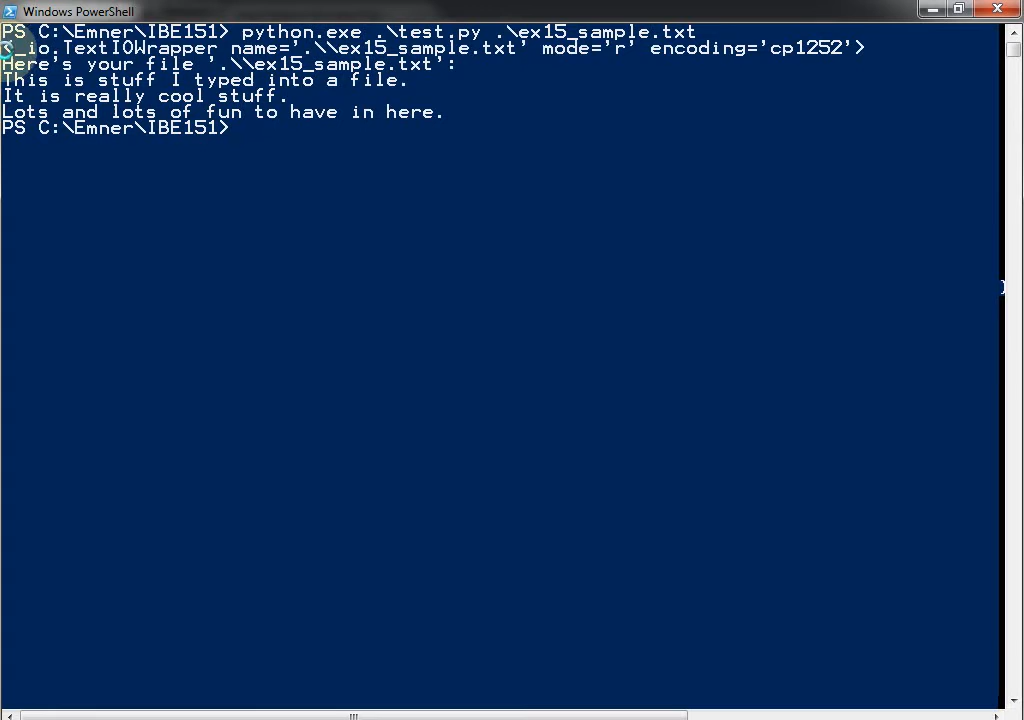 Windows PowerShell
PS C:\Emner\IBE151> python.exe .\test.py .\ex15_sample.txt
<_io.TextIOWrapper name='.\\ex15_sample.txt' mode='r' encoding='cp1252'>
Here's your file '.\\ex15_sample.txt':
This is stuff I typed into a file.
It is really cool stuff.
Lots and lots of fun to have in here.
PS C:\Emner\IBE151>